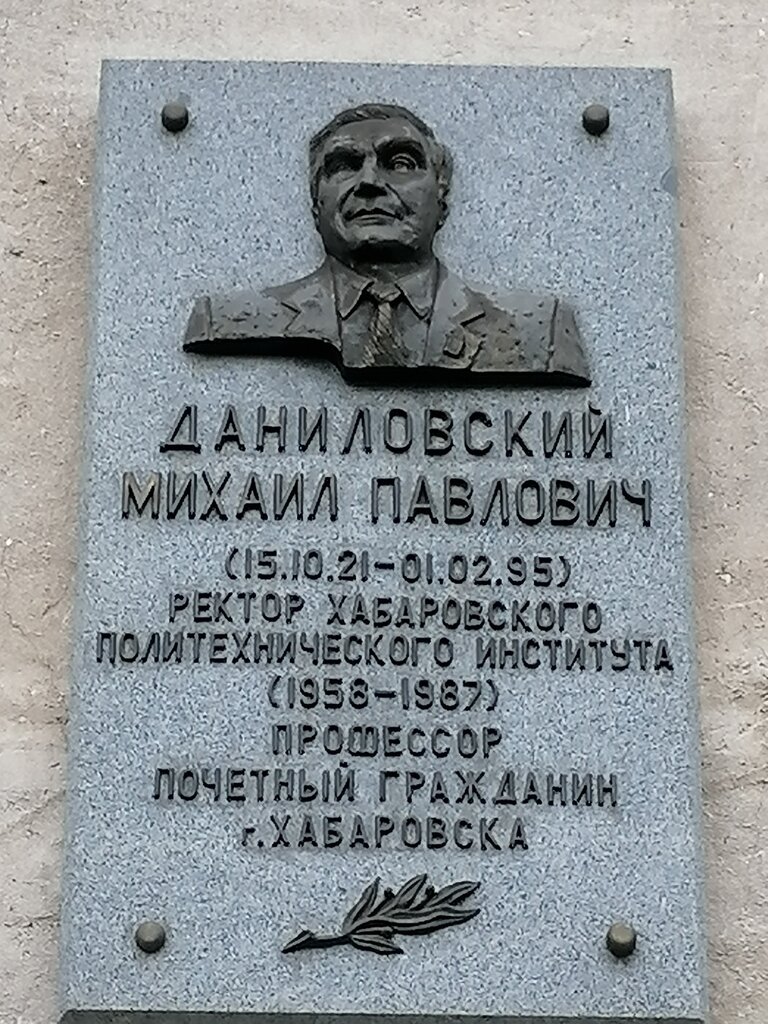 ДАНИЛОВСКИЙ
МИХАИЛ ПАВЛОВИЧ
(15.10.21-01.02.95)
РЕКТОР ХАБАРОВСКОГО
ПОЛИТЕХНИЧЕСКОГО ИНСТИТУТА
(1958-1987)
ПРОФЕССОР
ПОЧЕТНЫЙ ГРАЖДАНИН
г.ХАБАРОВСКА